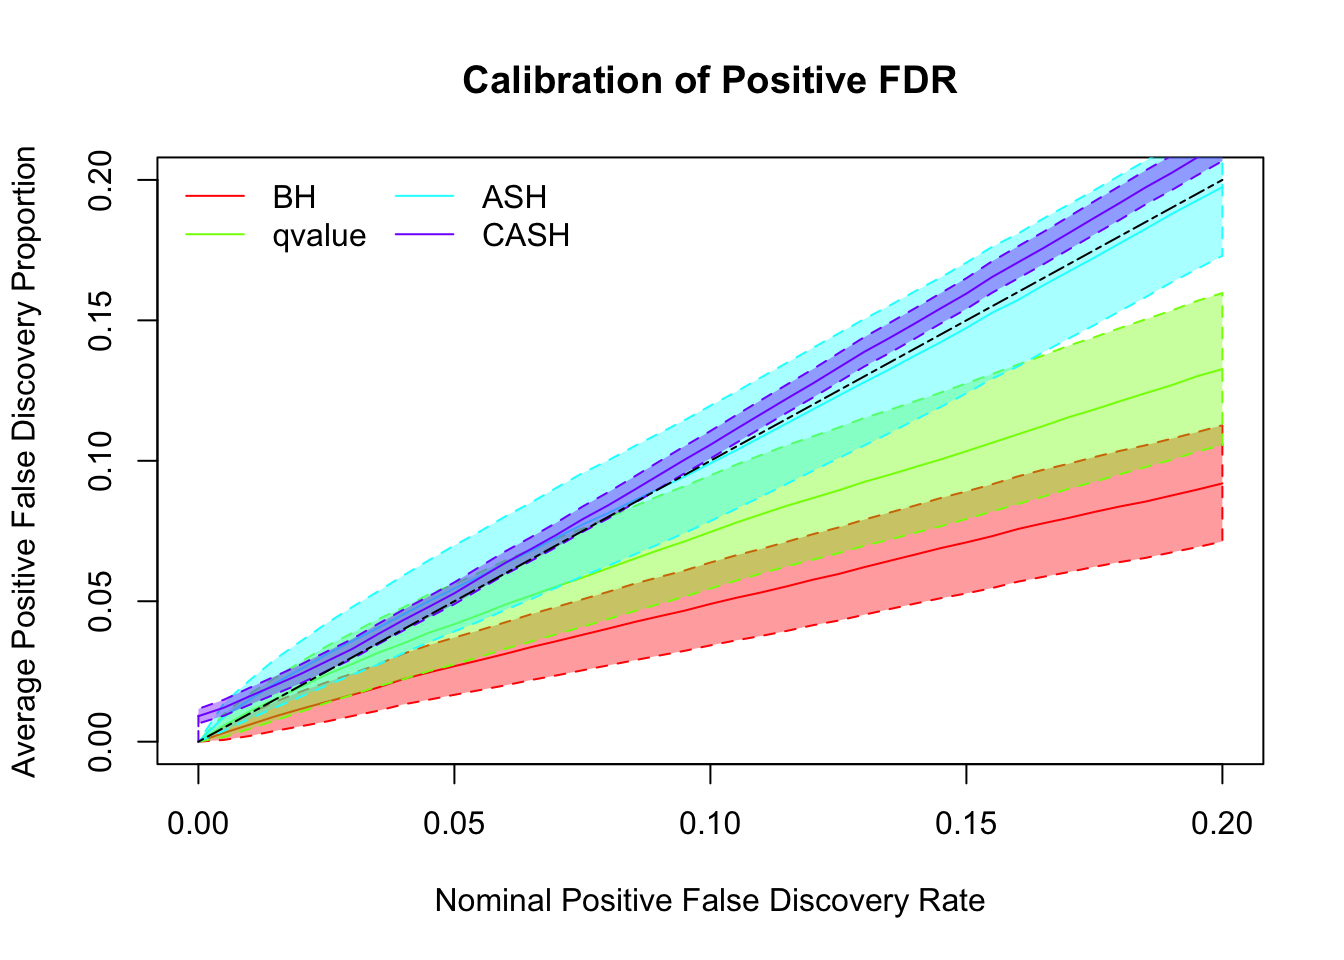 Calibration of Positive FDR
Average Positive False Discovery Proportion
0.20
0.15
0.10
0.05
0.00
BH
qvalue
ASH
CASH
0.00
0.05
0.10
0.15
0.20
Nominal Positive False Discovery Rate